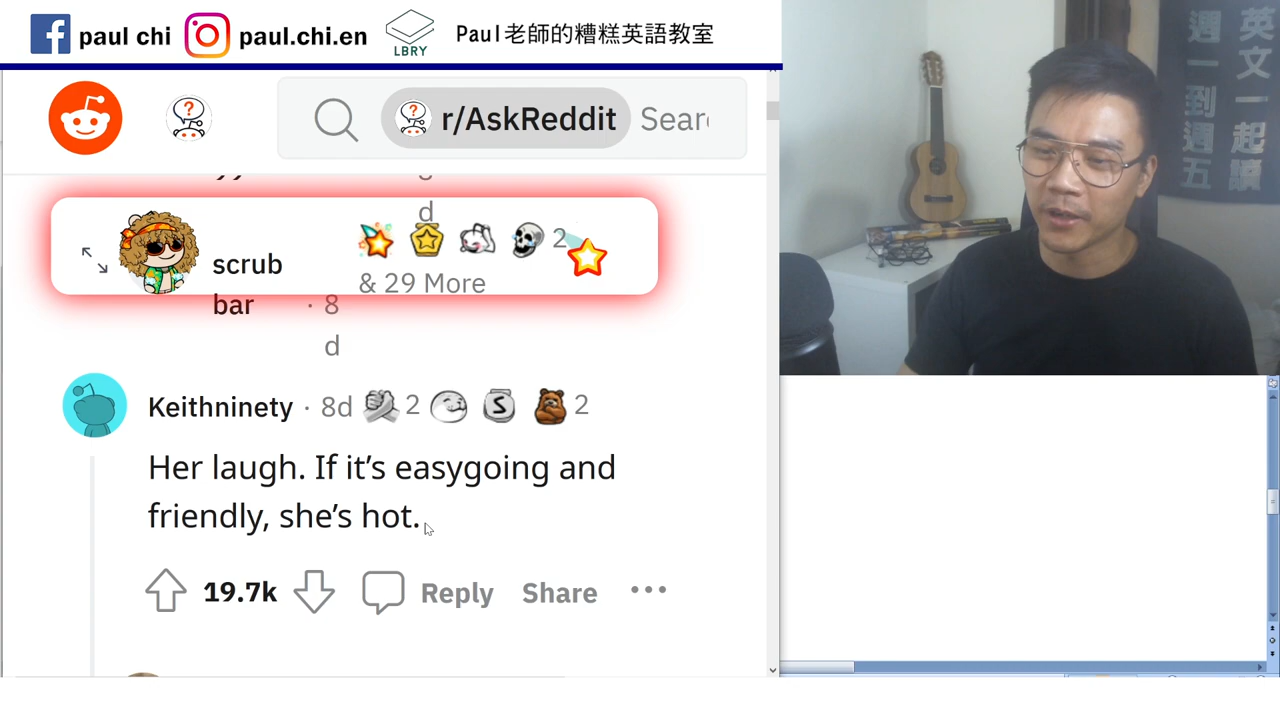 paul chi
paul.chi.en
LBRY
Paul老師的糟糕英語教室
r/AskReddit
Sear
d
scrub
bar
· 8
d
2
& 29 More
Keithninety · 8d
2
S
2
Her laugh. If it’s easygoing and
friendly, she’s hot.
19.7k
Reply
Share
英文一起讀
週一到週五